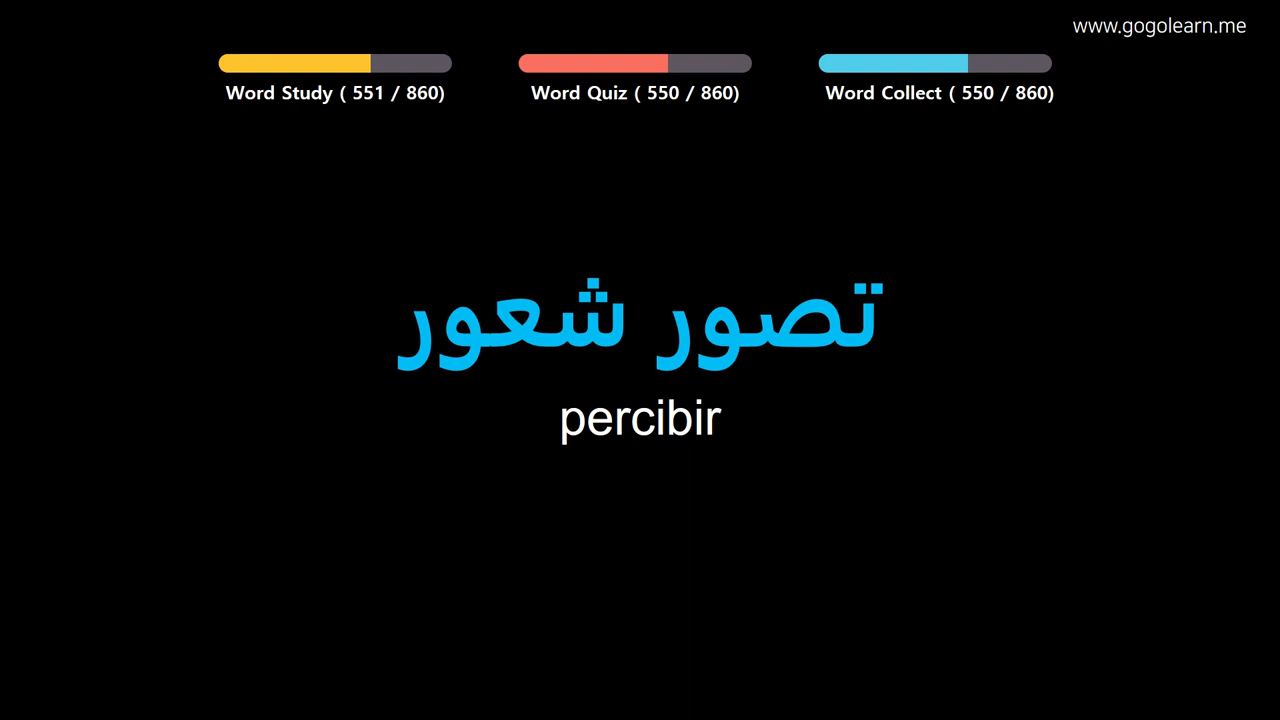 www.gogolearn.me
Word Study ( 551 / 860)
Word Quiz ( 550 / 860)
Word Collect ( 550 / 860)
تصور شعور
percibir